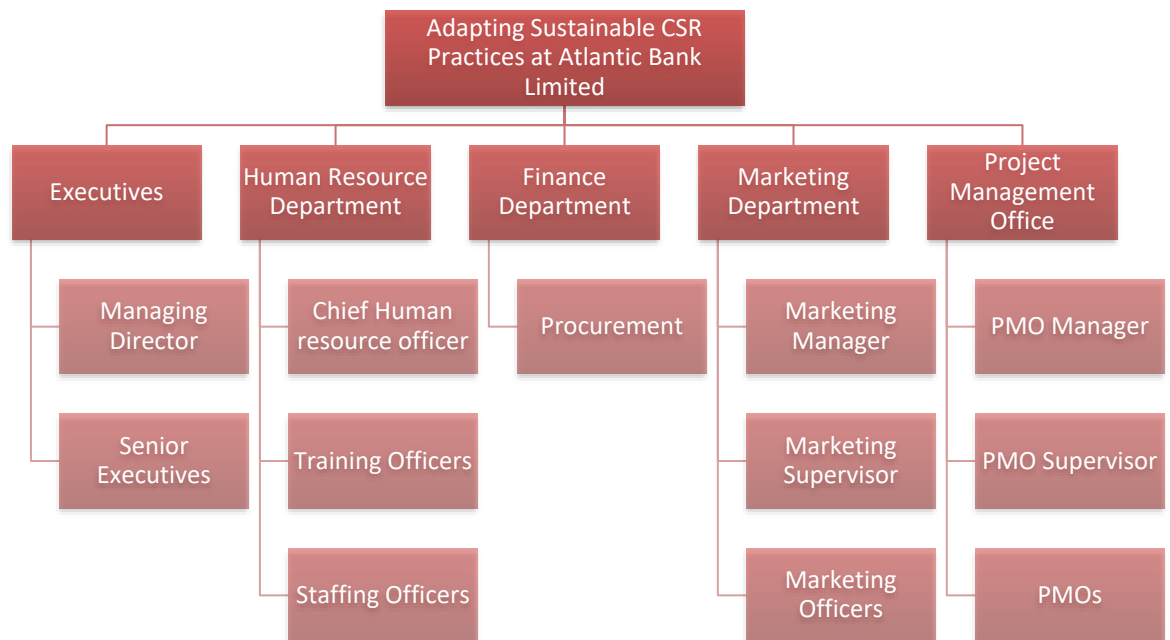 Adapting Sustainable CSR
Practices at Atlantic Bank
Limited
Executives
Human Resource
Department
Finance
Department
Marketing
Department
Project
Management
Office
Managing
Director
Senior
Executives
Chief Human
resource officer
Training Officers
Staffing Officers
Procurement
Marketing
Manager
Marketing
Supervisor
Marketing
Officers
PMO Manager
PMO Supervisor
PMOs